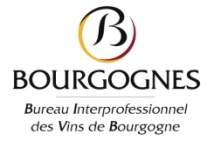 B
BOURGOGNES
Bureau Interprofessionnel
des Vins de Bourgogne